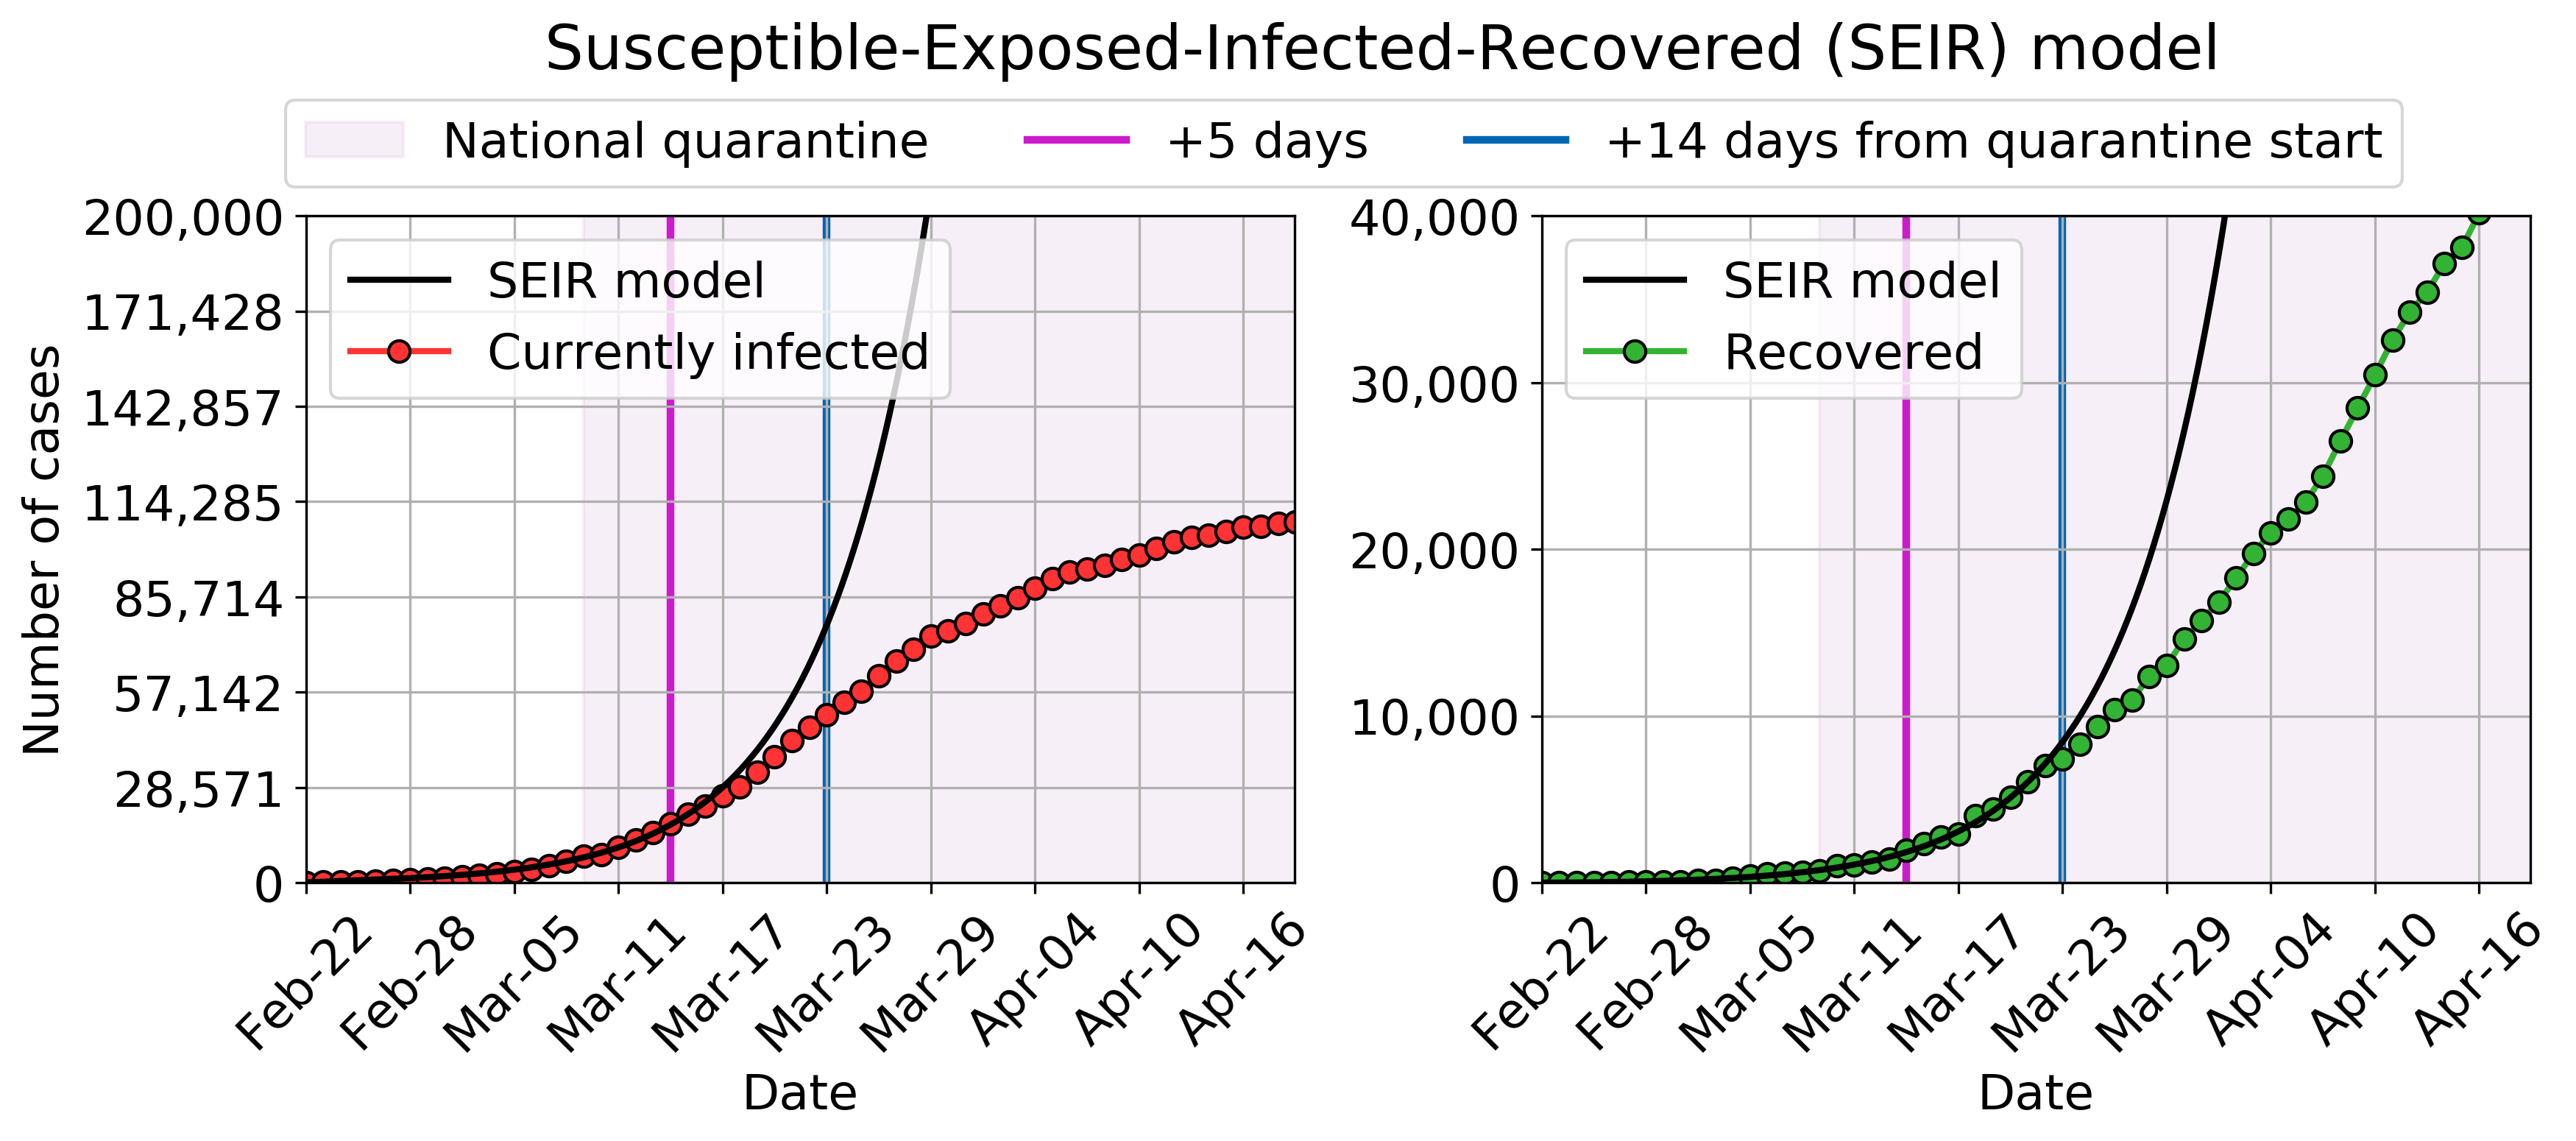 Susceptible-Exposed-Infected-Recovered (SEIR) model
National quarantine +5 days +14 days from quarantine start
200,000
171,428
142,857
114,285
85,714
57,142
28,571
0
Number of cases
SEIR model
Currently infected
Feb-22 Feb-28 Mar-05 Mar-11 Mar-17 Mar-23 Mar-29 Apr-04 Apr-10 Apr-16
Date
40,000
30,000
20,000
10,000
0
SEIR model
Recovered
Feb-22 Feb-28 Mar-05 Mar-11 Mar-17 Mar-23 Mar-29 Apr-04 Apr-10 Apr-16
Date